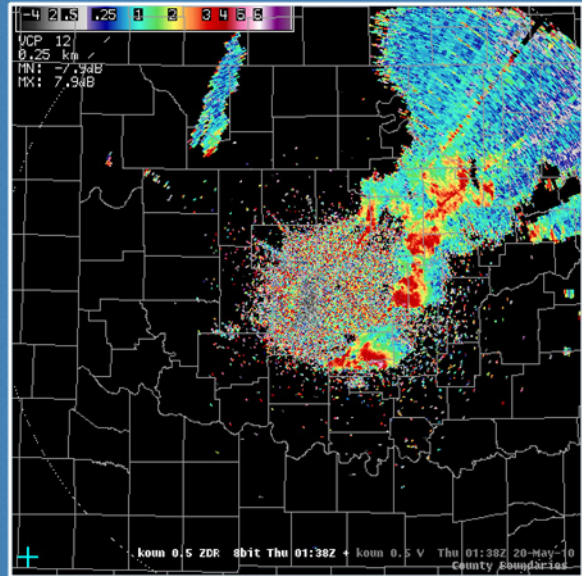 -4 2 .5 .25 1 2 3 4 5 6
VCP 12
0.25 km
MN: -7.9dB
MX: 7.9dB
koun 0.5 ZDR 8bit Thu 01:38Z + koun 0.5 V Thu 01:38Z 20-May-10
County Boundaries